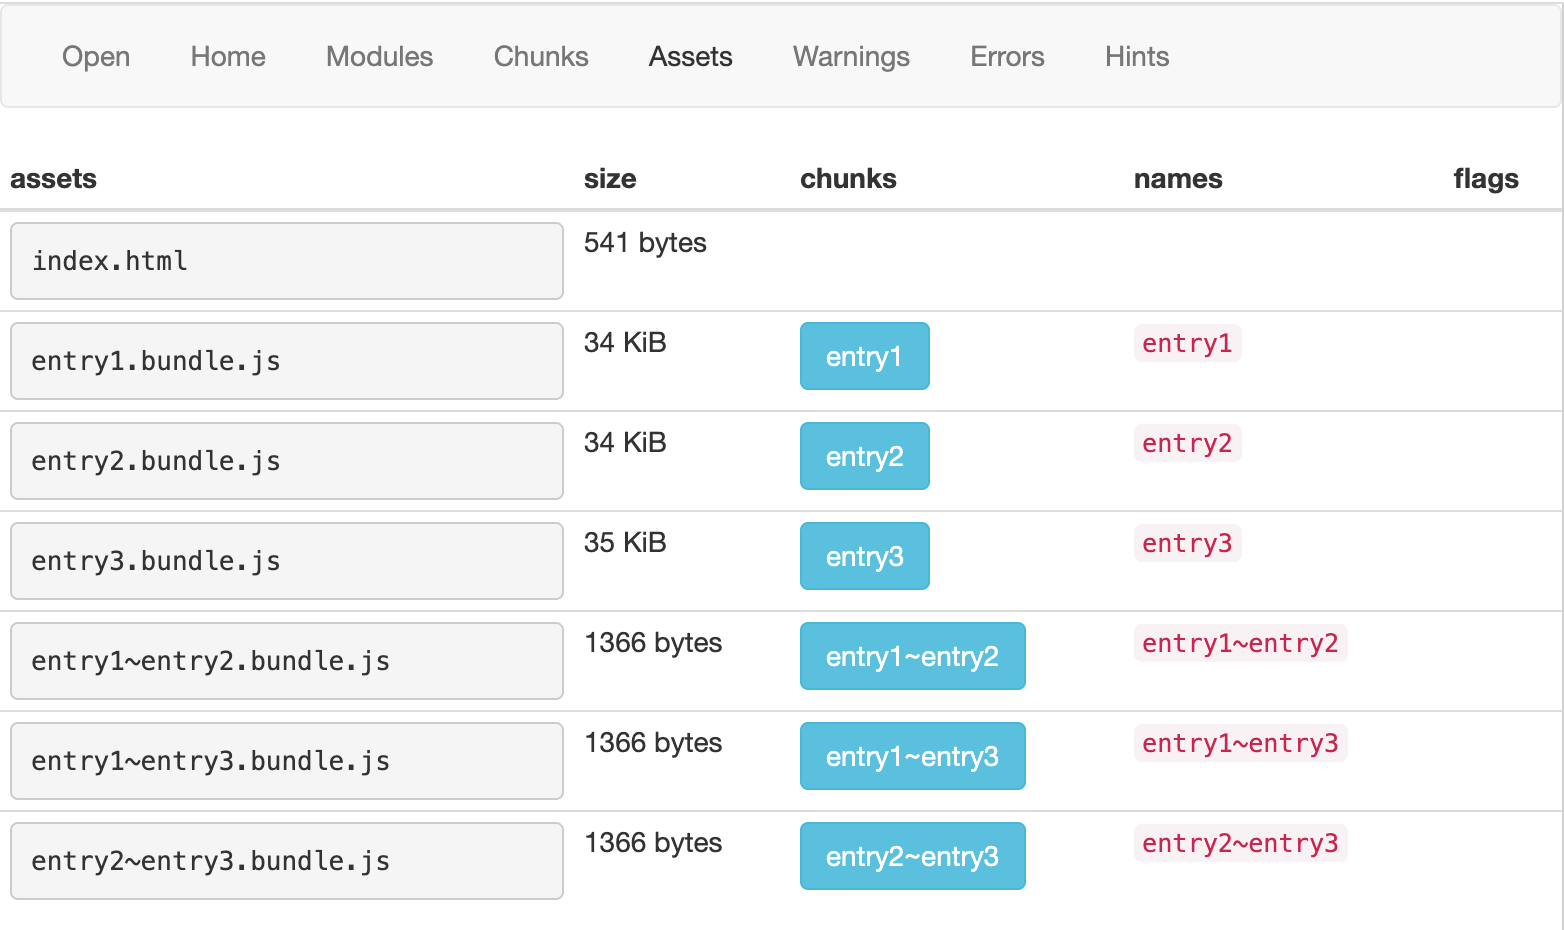 Open Home Modules Chunks Assets Warnings Errors Hints
assets size chunks names flags
index.html 541 bytes
entry1.bundle.js 34 KiB entry1 entry1
entry2.bundle.js 34 KiB entry2 entry2
entry3.bundle.js 35 KiB entry3 entry3
entry1~entry2.bundle.js 1366 bytes entry1~entry2 entry1~entry2
entry1~entry3.bundle.js 1366 bytes entry1~entry3 entry1~entry3
entry2~entry3.bundle.js 1366 bytes entry2~entry3 entry2~entry3